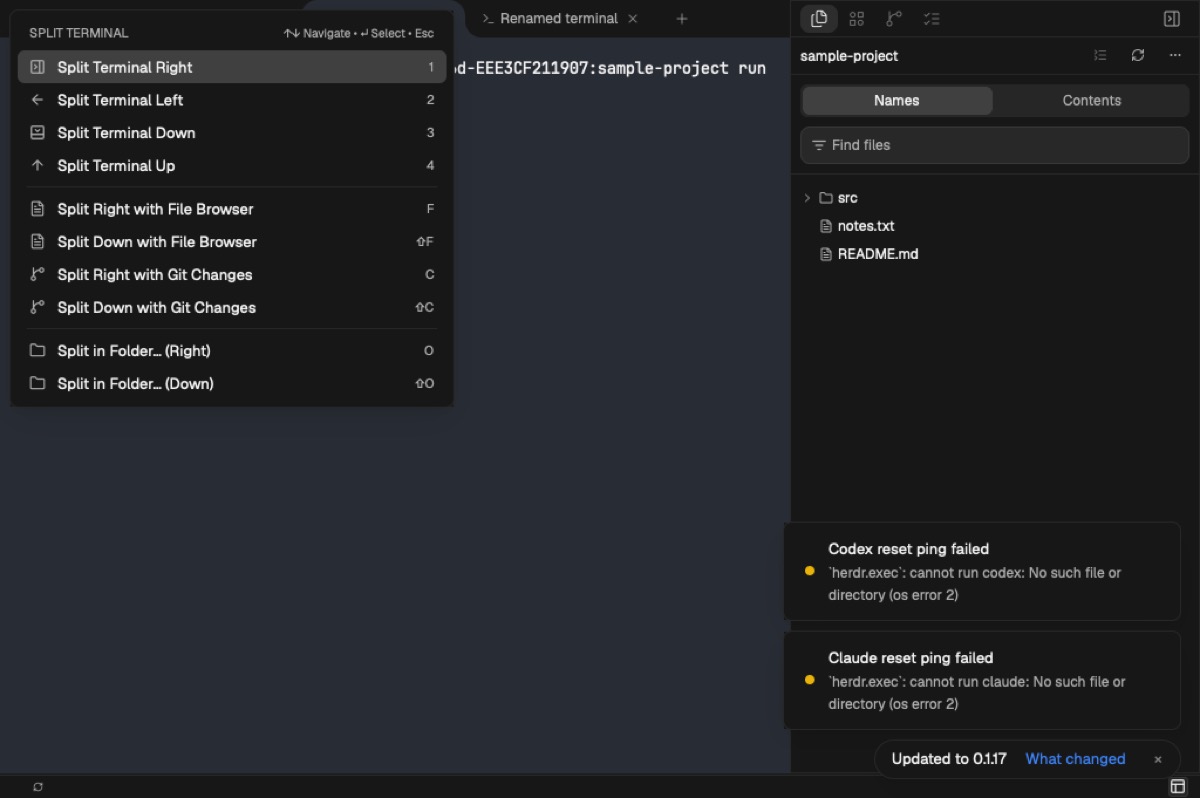 SPLIT TERMINAL
↑↓ Navigate • ↵ Select • Esc
Split Terminal Right 1
Split Terminal Left 2
Split Terminal Down 3
Split Terminal Up 4
Split Right with File Browser F
Split Down with File Browser ⇧F
Split Right with Git Changes C
Split Down with Git Changes ⇧C
Split in Folder... (Right) O
Split in Folder... (Down) ⇧O
>_ Renamed terminal × +
d-EEE3CF211907:sample-project run
sample-project
Names Contents
Find files
src
notes.txt
README.md
Codex reset ping failed
`herdr.exec`: cannot run codex: No such file or
directory (os error 2)
Claude reset ping failed
`herdr.exec`: cannot run claude: No such file or
directory (os error 2)
Updated to 0.1.17 What changed ×